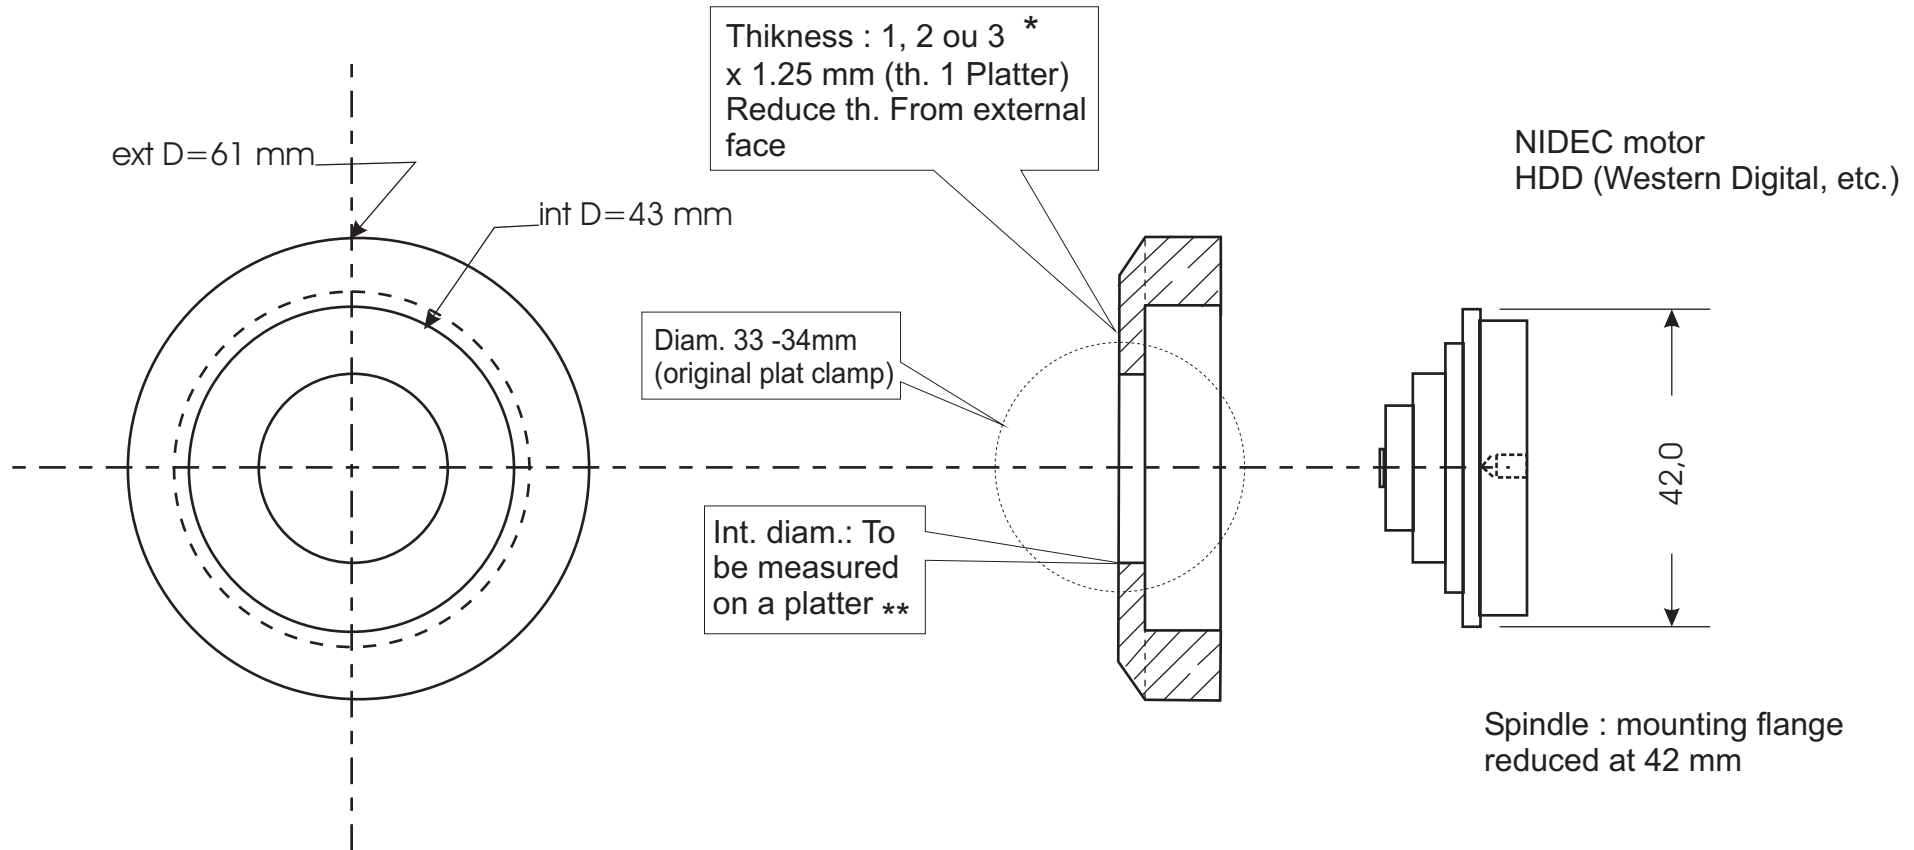 Thikness : 1, 2 ou 3 *
x 1.25 mm (th. 1 Platter)
Reduce th. From external
face
ext D=61 mm
int D=43 mm
NIDEC motor
HDD (Western Digital, etc.)
Diam. 33 -34mm
(original plat clamp)
42,0
Int. diam.: To
be measured
on a platter **
Spindle : mounting flange
reduced at 42 mm